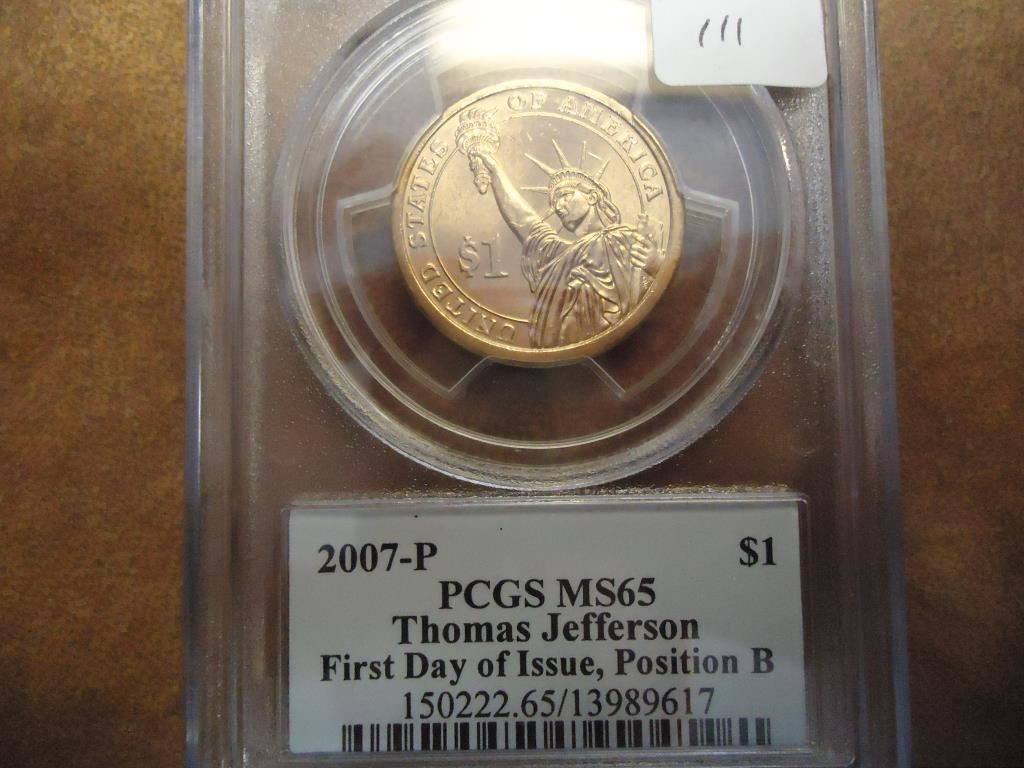 111
UNITED STATES OF AMERICA
$1
2007-P $1
PCGS MS65
Thomas Jefferson
First Day of Issue, Position B
150222.65/13989617